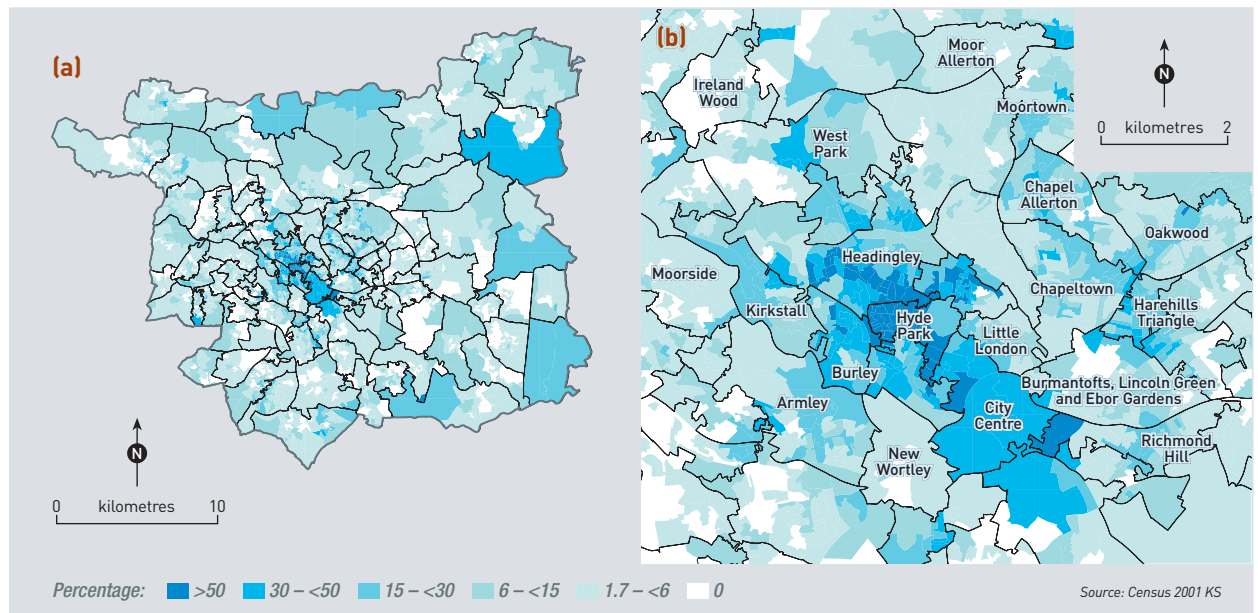 (a)
N
0 kilometres 10
(b)
N
0 kilometres 2
Moor
Allerton
Ireland
Wood
Moortown
West
Park
Chapel
Allerton
Oakwood
Headingley
Moorside
Chapeltown
Kirkstall
Hyde
Park
Harehills
Triangle
Little
London
Burley
Burmantofts, Lincoln Green
and Ebor Gardens
Armley
City
Centre
Richmond
Hill
New
Wortley
Percentage: >50 30 – <50 15 – <30 6 – <15 1.7 – <6 0
Source: Census 2001 KS